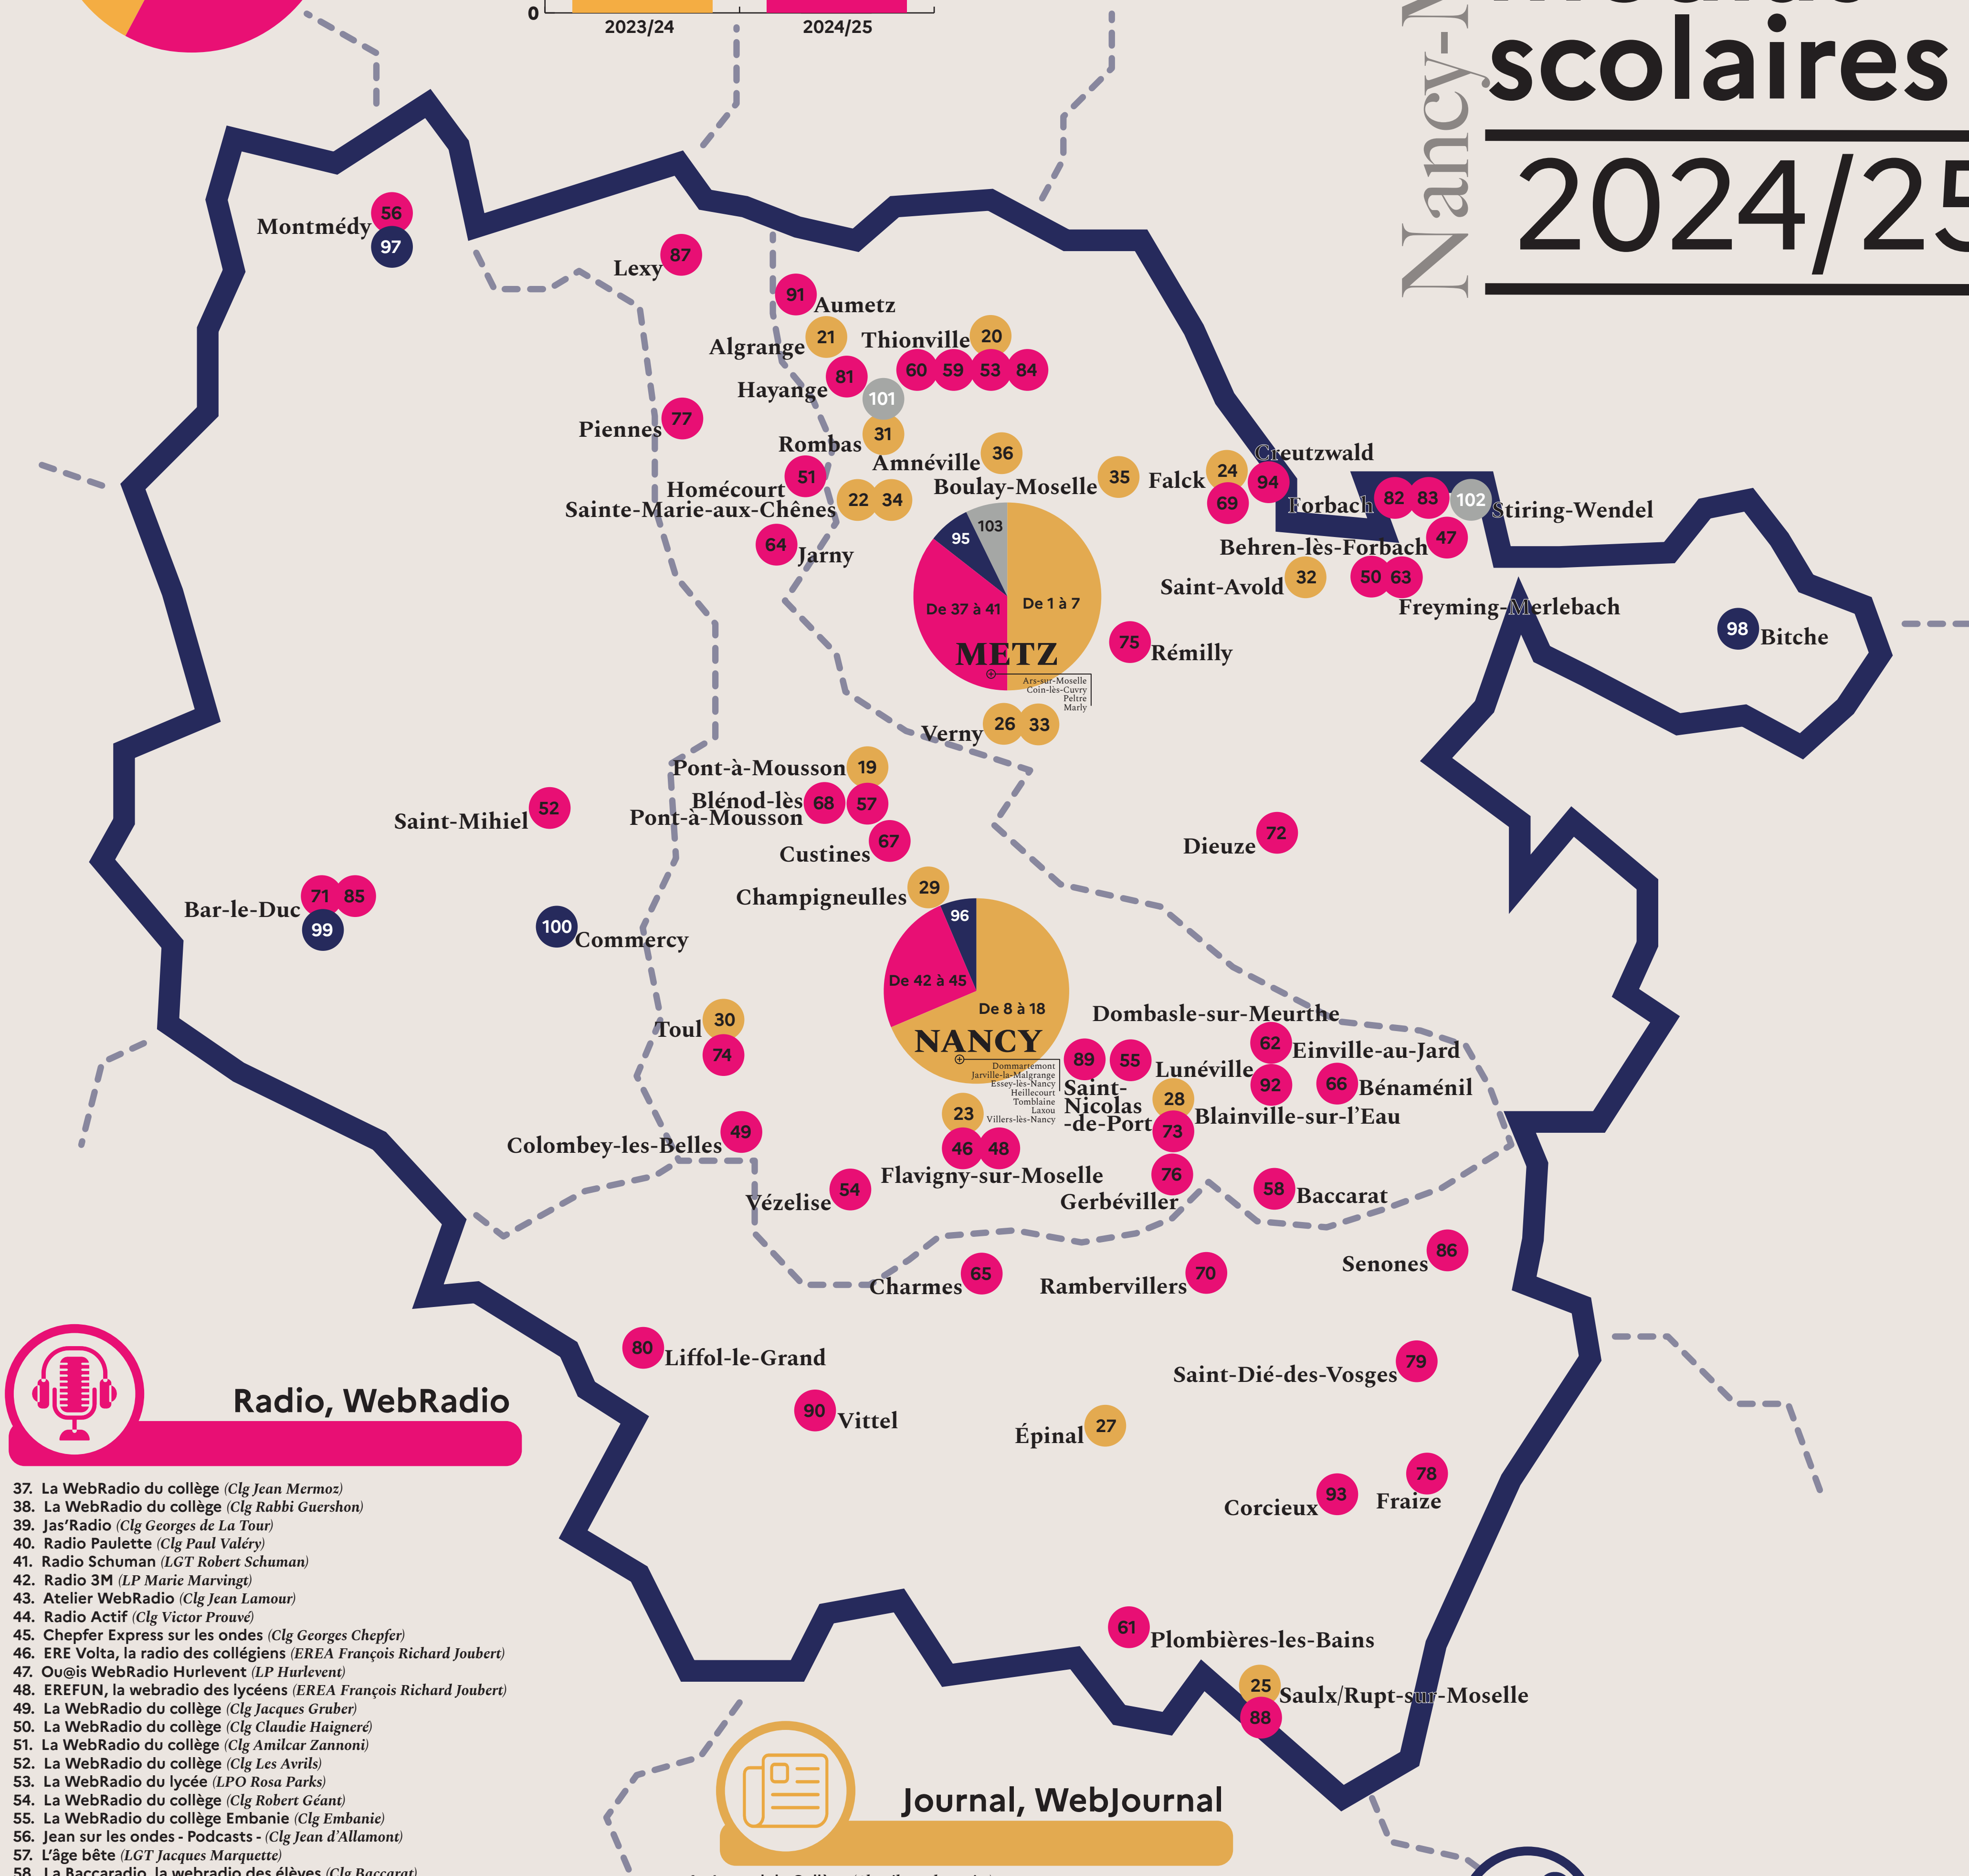 0
2023/24
2024/25
scolaires
2024/25
Montmédy
56
97
Lexy
87
91
Aumetz
Algrange
21
Thionville
20
60
59
53
84
Hayange
81
101
Piennes
77
Rombas
31
Amnéville
36
Boulay-Moselle
35
Falck
24
69
Creutzwald
94
Homécourt
51
Sainte-Marie-aux-Chênes
22
34
64
Jarny
Forbach
82
83
102
Stiring-Wendel
Behren-lès-Forbach
47
Saint-Avold
32
50
63
Freyming-Merlebach
98
Bitche
95
103
De 37 à 41
De 1 à 7
METZ
Ars-sur-Moselle
Coin-lès-Cuvry
Peltre
Marly
75
Rémilly
Verny
26
33
Pont-à-Mousson
19
Blénod-lès
Pont-à-Mousson
68
57
Custines
67
Saint-Mihiel
52
Dieuze
72
Bar-le-Duc
71
85
99
100
Commercy
Champigneulles
29
96
De 42 à 45
De 8 à 18
NANCY
Dommartemont
Jarville-la-Malgrange
Essey-lès-Nancy
Heillecourt
Tomblaine
Laxou
Villers-lès-Nancy
Toul
30
74
Dombasle-sur-Meurthe
89
55
Saint-
Nicolas
-de-Port
62
Einville-au-Jard
Lunéville
92
66
Bénaménil
28
Blainville-sur-l'Eau
73
Colombey-les-Belles
49
23
46
48
Flavigny-sur-Moselle
Vézelise
54
76
Gerbéviller
58
Baccarat
Charmes
65
Rambervillers
70
Senones
86
80
Liffol-le-Grand
Saint-Dié-des-Vosges
79
90
Vittel
Épinal
27
Corcieux
93
78
Fraize
61
Plombières-les-Bains
25
Saulx/Rupt-sur-Moselle
88
Radio, WebRadio
37. La WebRadio du collège (Clg Jean Mermoz)
38. La WebRadio du collège (Clg Rabbi Guershon)
39. Jas'Radio (Clg Georges de La Tour)
40. Radio Paulette (Clg Paul Valéry)
41. Radio Schuman (LGT Robert Schuman)
42. Radio 3M (LP Marie Marvingt)
43. Atelier WebRadio (Clg Jean Lamour)
44. Radio Actif (Clg Victor Prouvé)
45. Chepfer Express sur les ondes (Clg Georges Chepfer)
46. ERE Volta, la radio des collégiens (EREA François Richard Joubert)
47. Ou@is WebRadio Hurlevent (LP Hurlevent)
48. EREFUN, la webradio des lycéens (EREA François Richard Joubert)
49. La WebRadio du collège (Clg Jacques Gruber)
50. La WebRadio du collège (Clg Claudie Haigneré)
51. La WebRadio du collège (Clg Amilcar Zannoni)
52. La WebRadio du collège (Clg Les Avrils)
53. La WebRadio du lycée (LPO Rosa Parks)
54. La WebRadio du collège (Clg Robert Géant)
55. La WebRadio du collège Embanie (Clg Embanie)
56. Jean sur les ondes - Podcasts - (Clg Jean d'Allamont)
57. L'âge bête (LGT Jacques Marquette)
58. La Baccaradio, la webradio des élèves (Clg Baccarat)
Journal, WebJournal
Nancy-